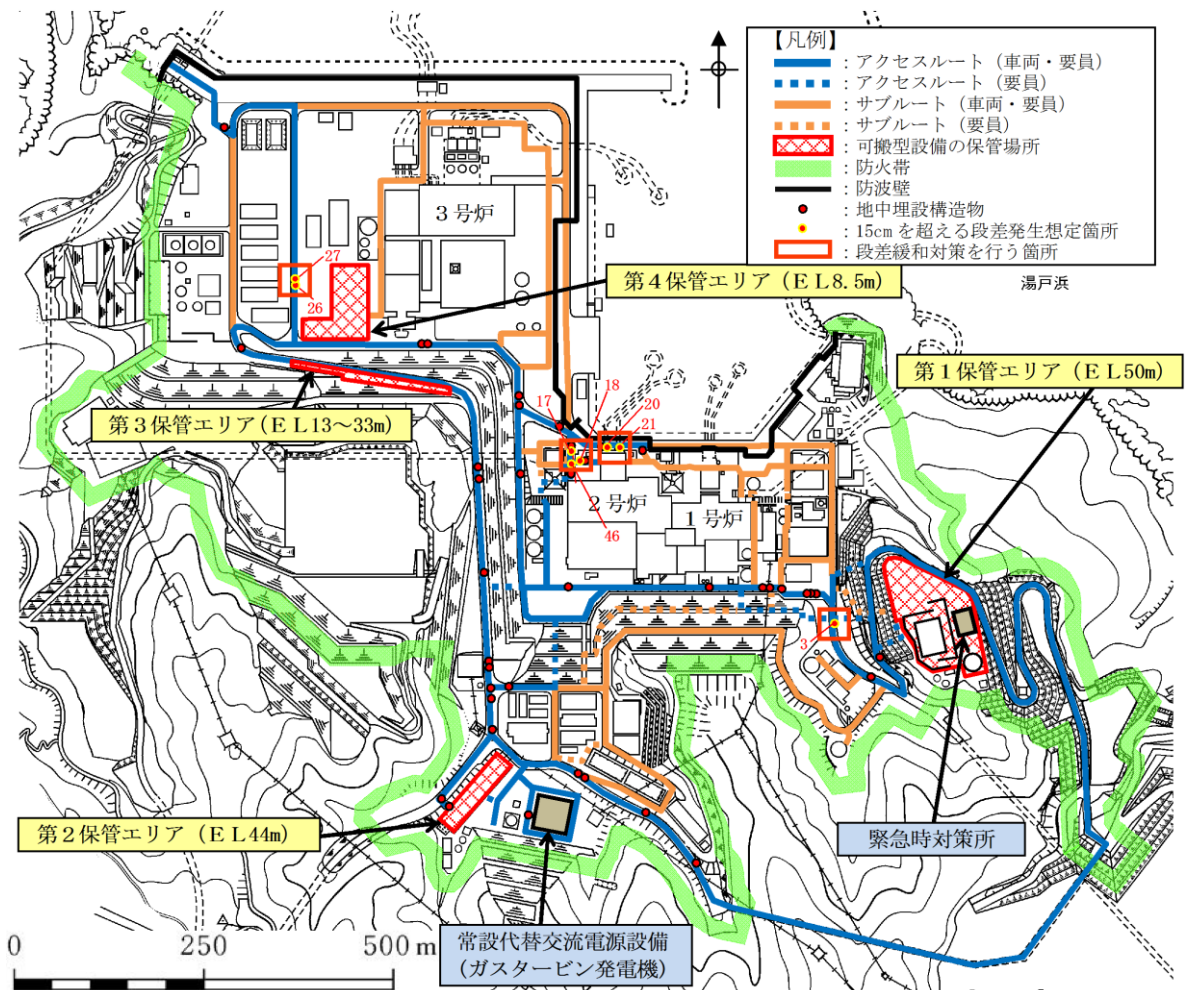 【凡例】
：アクセスルート（車両・要員）
：アクセスルート（要員）
：サブルート（車両・要員）
：サブルート（要員）
：可搬型設備の保管場所
：防火帯
：防波壁
：地中埋設構造物
：15cmを超える段差発生想定箇所
：段差緩和対策を行う箇所
湯戸浜
3号炉
27
26
第4保管エリア（EL8.5m）
第1保管エリア（EL50m）
第3保管エリア（EL13～33m）
17
18
20
21
2号炉
1号炉
46
3
第2保管エリア（EL44m）
緊急時対策所
常設代替交流電源設備
（ガスタービン発電機）
0 250 500 m